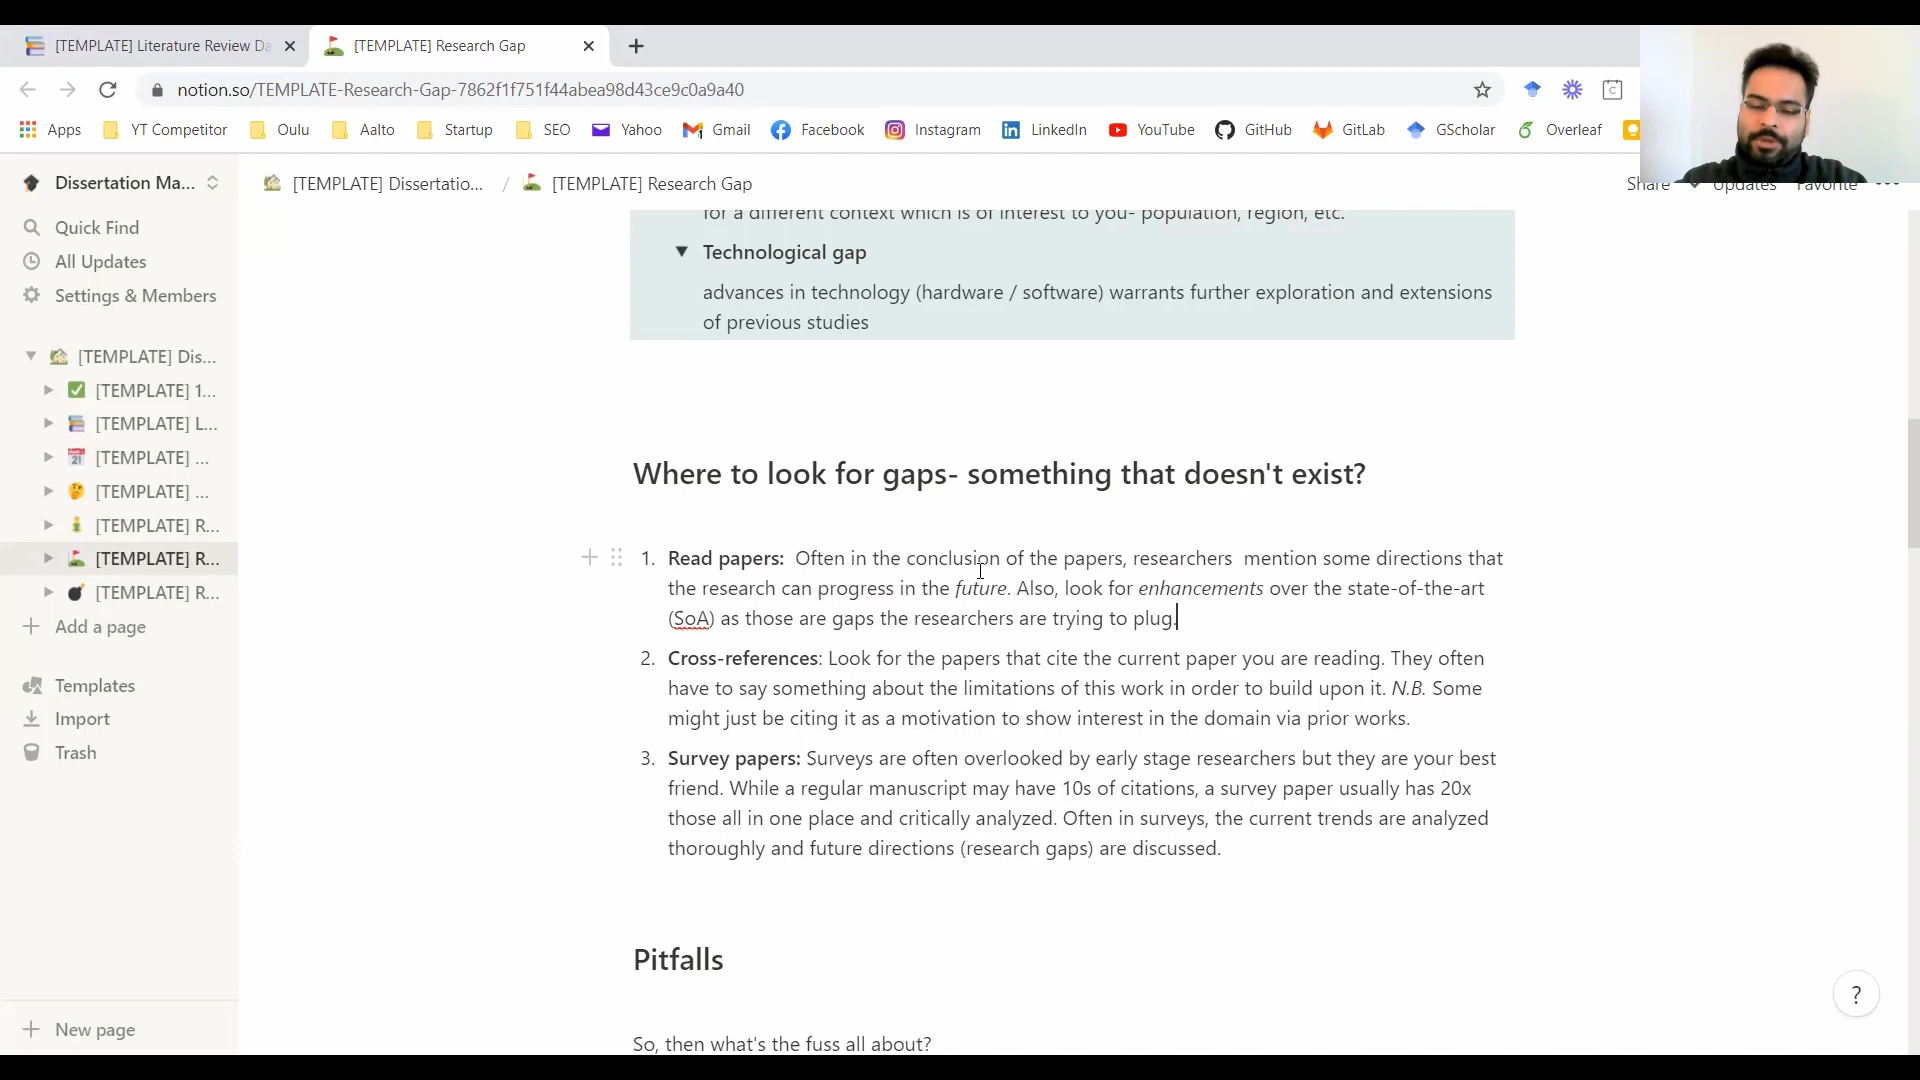 [TEMPLATE] Literature Review Da
[TEMPLATE] Research Gap
notion.so/TEMPLATE-Research-Gap-7862f1f751f44abea98d43ce9c0a9a40
Apps YT Competitor Oulu Aalto Startup SEO Yahoo Gmail Facebook Instagram LinkedIn YouTube GitHub GitLab GScholar Overleaf
Dissertation Ma...
[TEMPLATE] Dissertatio... / [TEMPLATE] Research Gap
Share Updates Favorite
Quick Find
All Updates
Settings & Members
[TEMPLATE] Dis...
[TEMPLATE] 1...
[TEMPLATE] L...
[TEMPLATE] ...
[TEMPLATE] ...
[TEMPLATE] R...
[TEMPLATE] R...
[TEMPLATE] R...
Add a page
Templates
Import
Trash
New page
for a different context which is of interest to you- population, region, etc.
Technological gap
advances in technology (hardware / software) warrants further exploration and extensions
of previous studies
Where to look for gaps- something that doesn't exist?
1. Read papers: Often in the conclusion of the papers, researchers mention some directions that
the research can progress in the future. Also, look for enhancements over the state-of-the-art
(SoA) as those are gaps the researchers are trying to plug.
2. Cross-references: Look for the papers that cite the current paper you are reading. They often
have to say something about the limitations of this work in order to build upon it. N.B. Some
might just be citing it as a motivation to show interest in the domain via prior works.
3. Survey papers: Surveys are often overlooked by early stage researchers but they are your best
friend. While a regular manuscript may have 10s of citations, a survey paper usually has 20x
those all in one place and critically analyzed. Often in surveys, the current trends are analyzed
thoroughly and future directions (research gaps) are discussed.
Pitfalls
So, then what's the fuss all about?
?